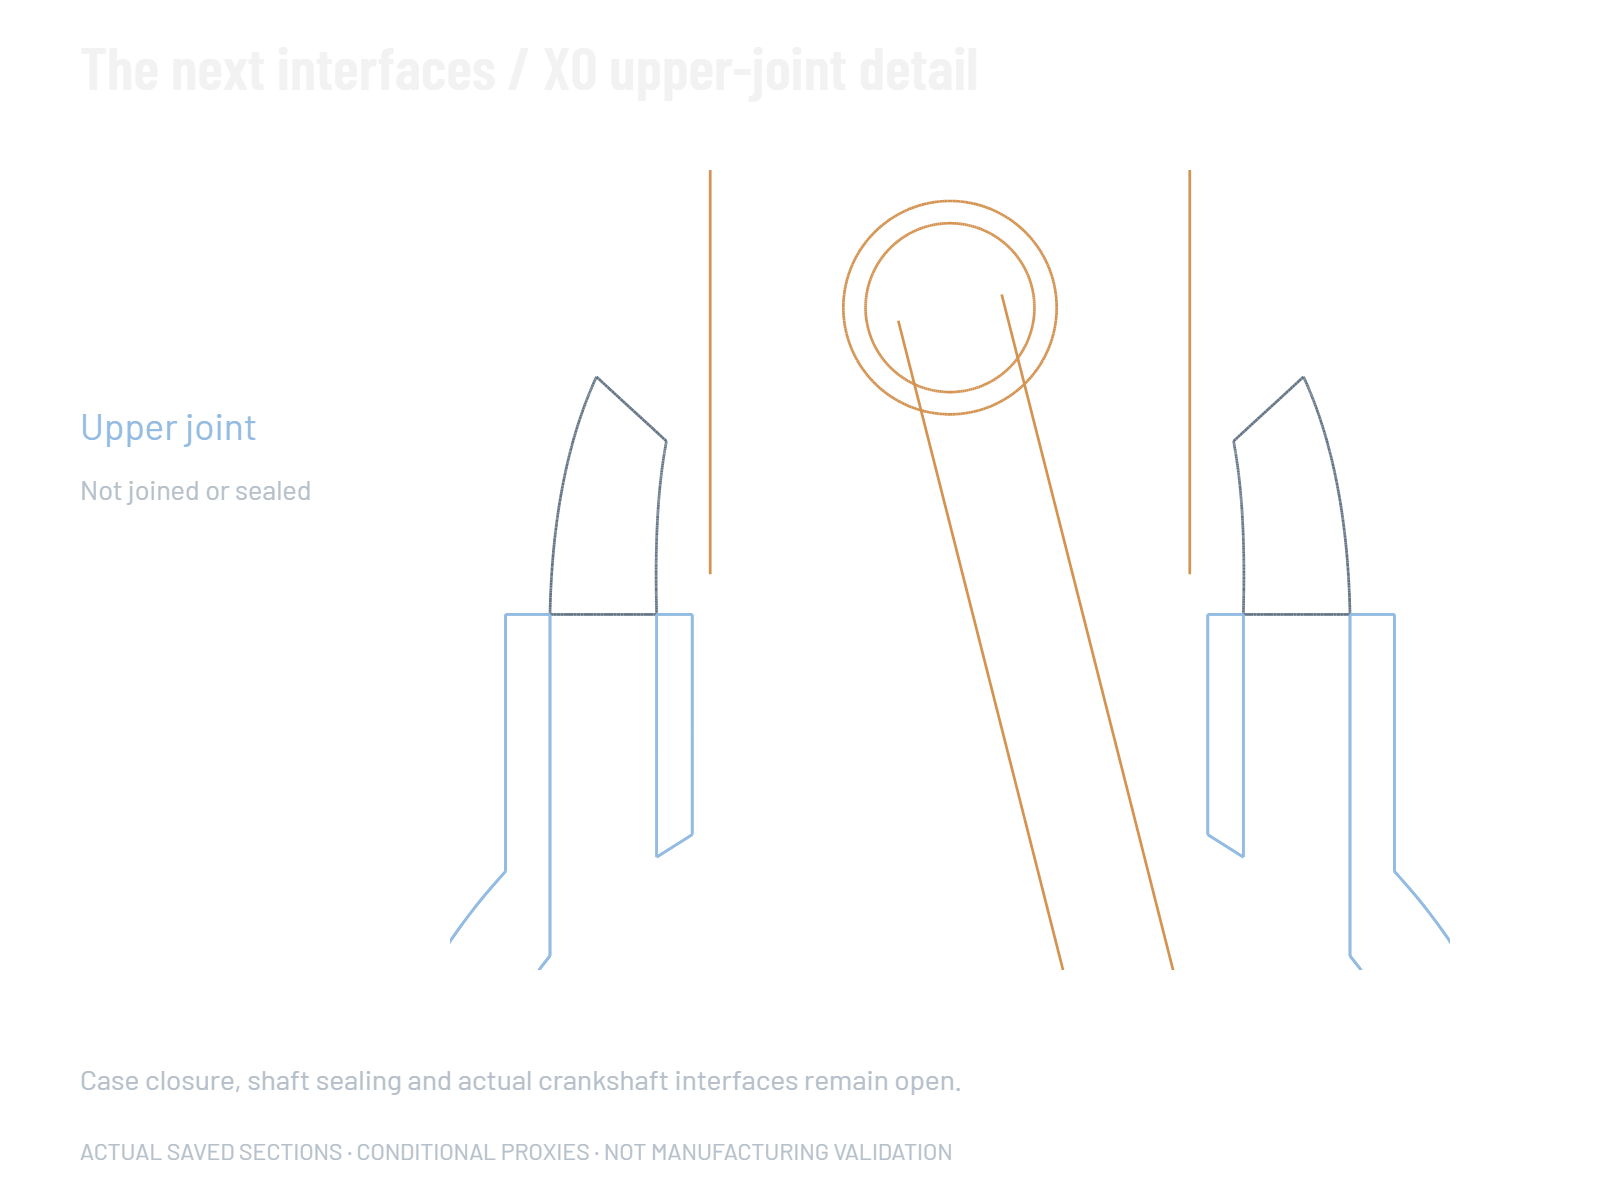 The next interfaces / X0 upper-joint detail
Upper joint
Not joined or sealed
Case closure, shaft sealing and actual crankshaft interfaces remain open.
ACTUAL SAVED SECTIONS · CONDITIONAL PROXIES · NOT MANUFACTURING VALIDATION